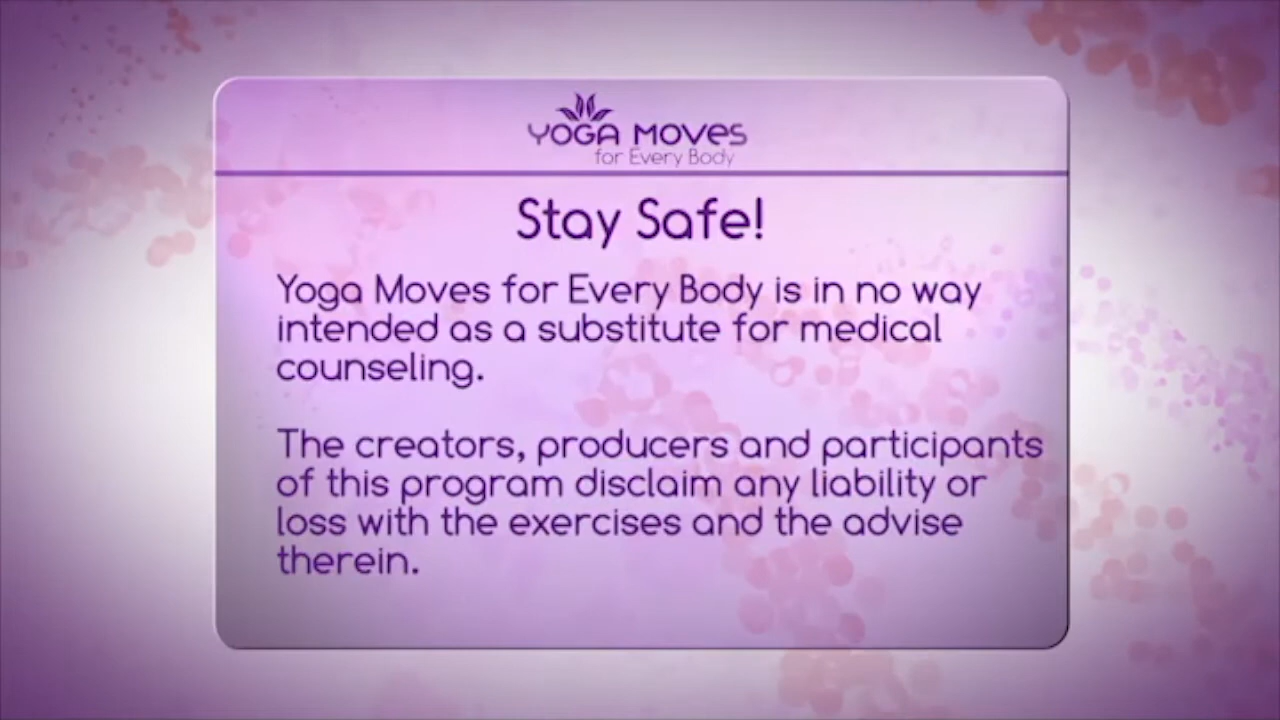 YOGA MOVES
for Every Body
Stay Safe!
Yoga Moves for Every Body is in no way
intended as a substitute for medical
counseling.
The creators, producers and participants
of this program disclaim any liability or
loss with the exercises and the advise
therein.